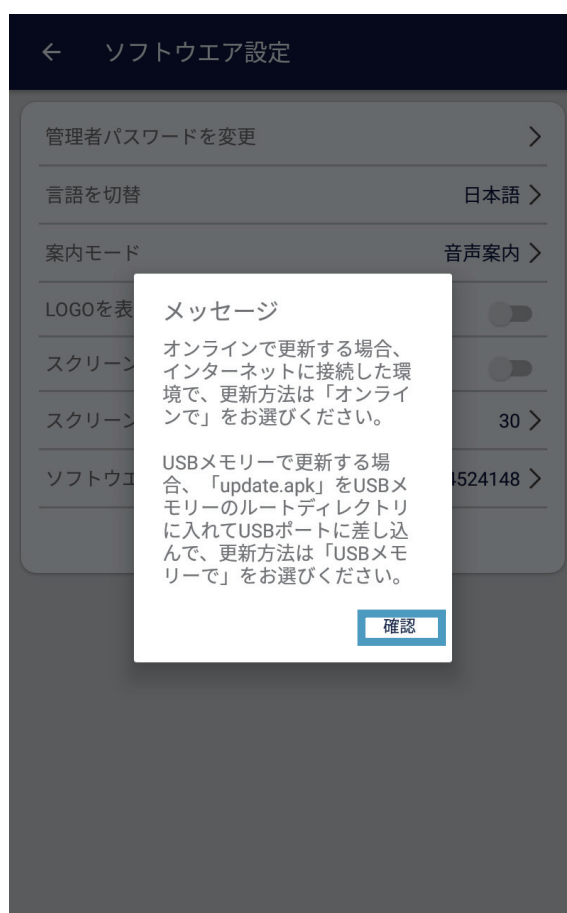 ← ソフトウエア設定
管理者パスワードを変更 >
言語を切替 日本語 >
案内モード 音声案内 >
LOGOを表
スクリーン
スクリーン 30 >
ソフトウエ 4524148 >
メッセージ
オンラインで更新する場合、
インターネットに接続した環
境で、更新方法は「オンライ
ンで」をお選びください。
USBメモリーで更新する場
合、「update.apk」をUSBメ
モリーのルートディレクトリ
に入れてUSBポートに差し込
んで、更新方法は「USBメモ
リーで」をお選びください。
確認